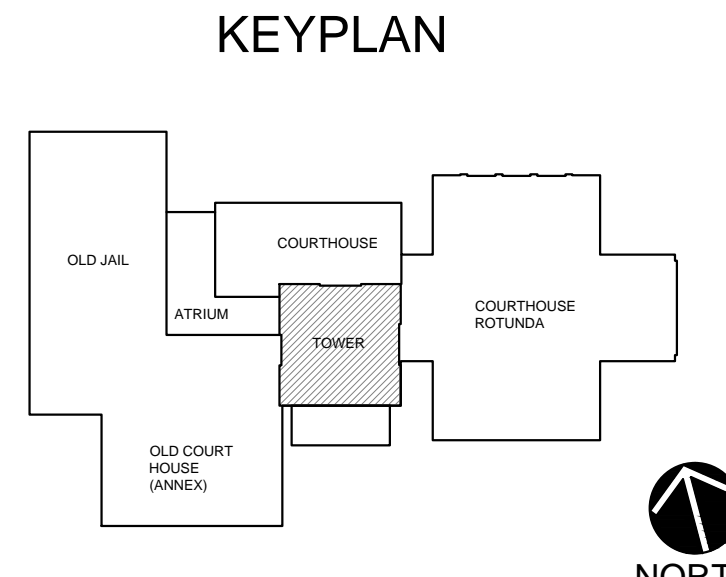 KEYPLAN
OLD JAIL
COURTHOUSE
ATRIUM
TOWER
COURTHOUSE
ROTUNDA
OLD COURT
HOUSE
(ANNEX)